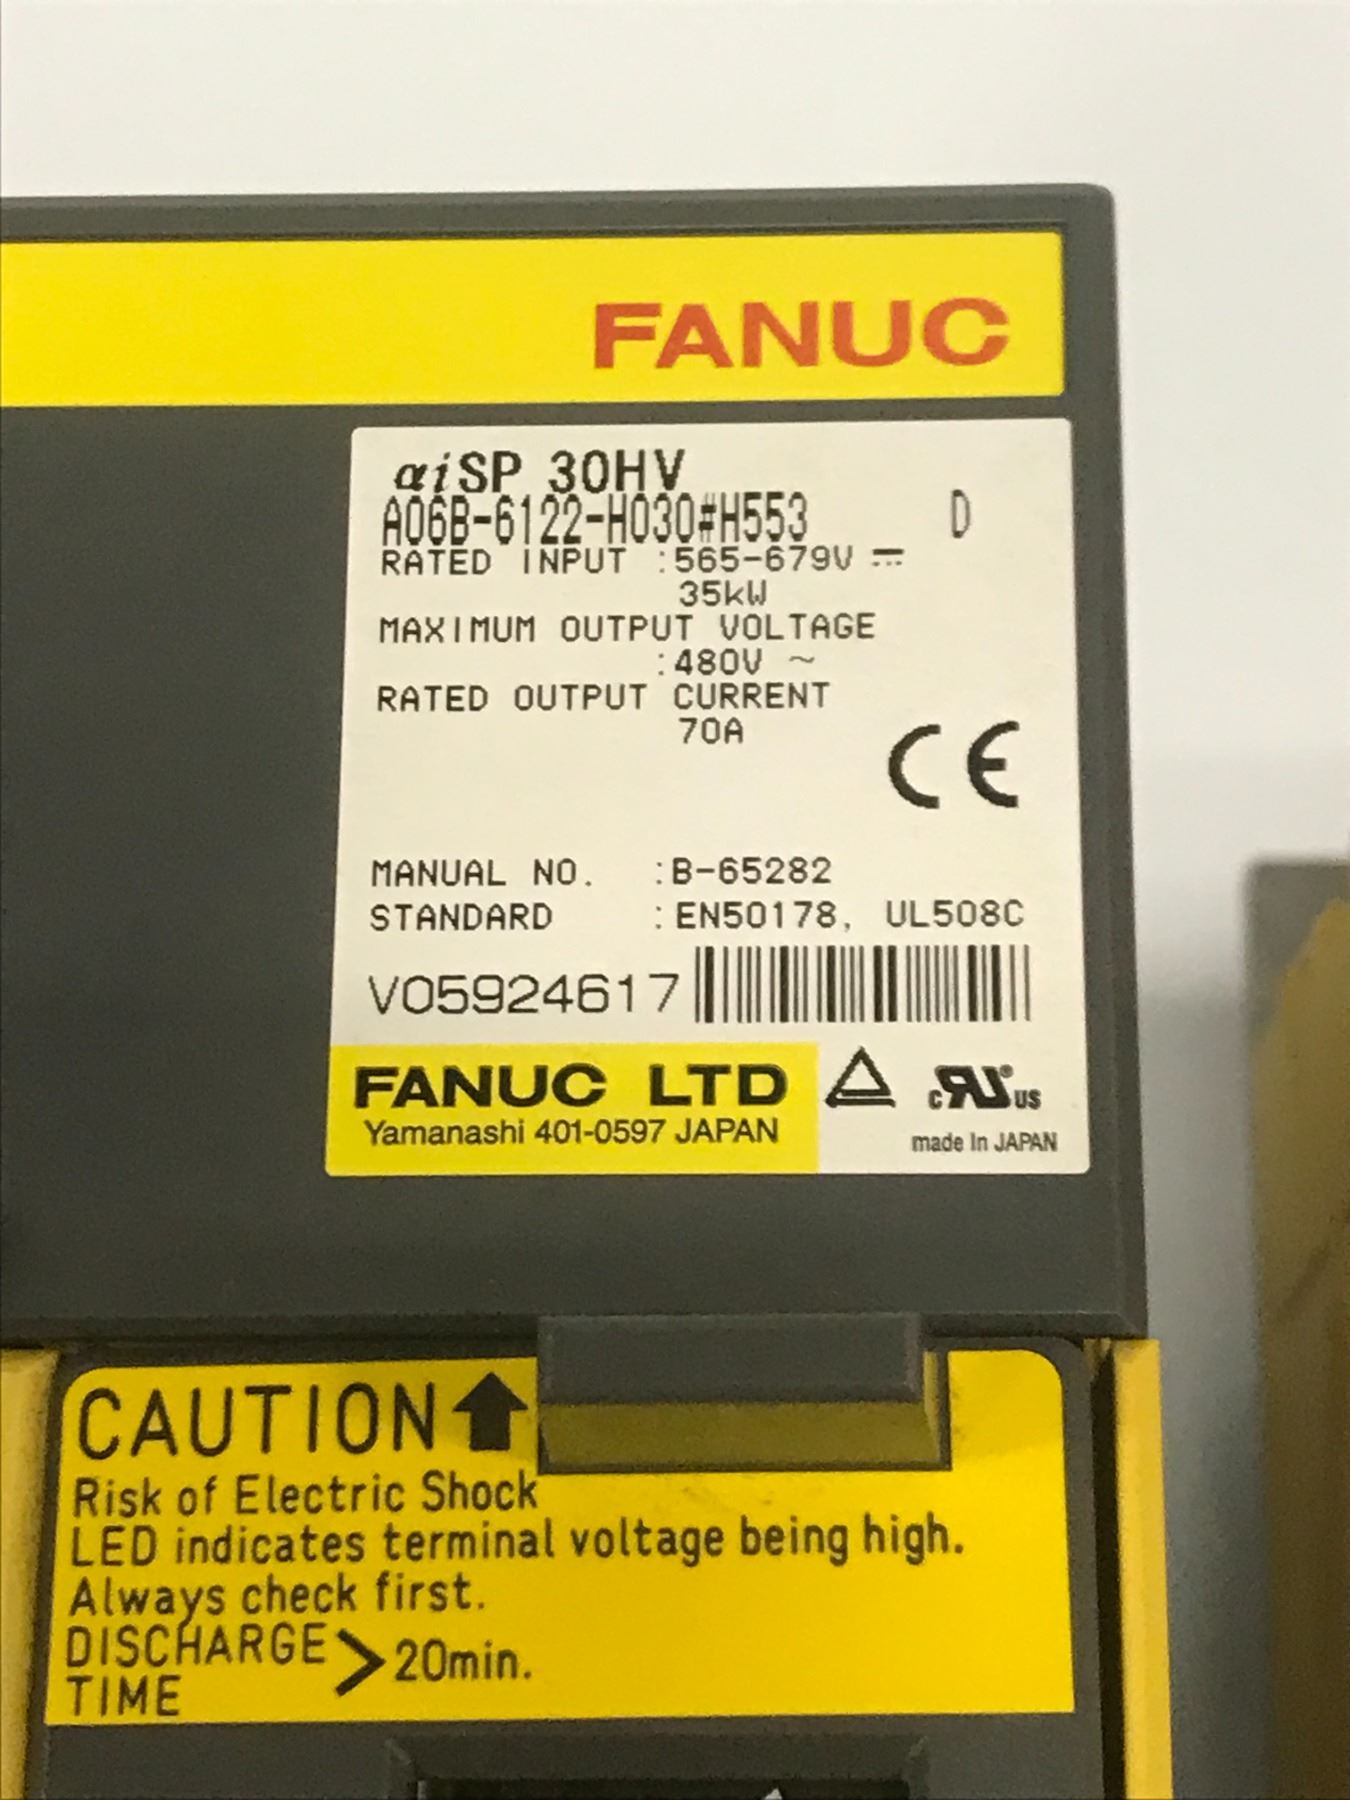 FANUC
αiSP 30HV
A06B-6122-H030#H553 D
RATED INPUT :565-679V ⎓
35kW
MAXIMUM OUTPUT VOLTAGE
:480V ~
RATED OUTPUT CURRENT
70A
CE
MANUAL NO. :B-65282
STANDARD :EN50178, UL508C
V05924617
FANUC LTD
Yamanashi 401-0597 JAPAN
c RU US
made in JAPAN
CAUTION
Risk of Electric Shock
LED indicates terminal voltage being high.
Always check first.
DISCHARGE TIME > 20min.